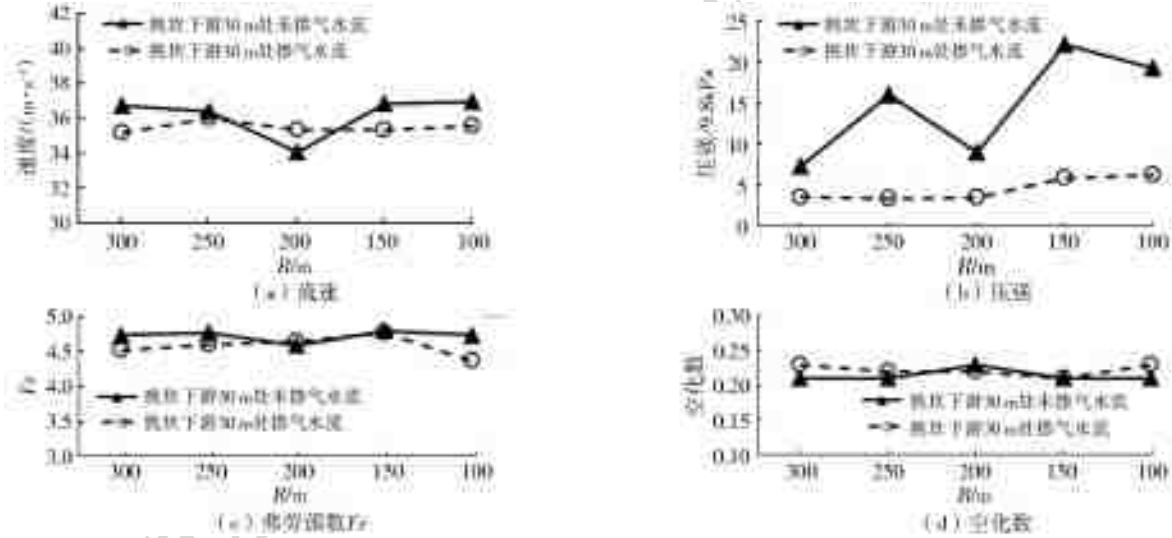 42
40
38
36
34
32
30
速度/(m·s⁻¹)
挑坎下游30 m处未掺气水流
挑坎下游30 m处掺气水流
300 250 200 150 100
R/m
(a)流速
25
20
15
10
5
0
压强/9.8kPa
挑坎下游30 m处未掺气水流
挑坎下游30 m处掺气水流
300 250 200 150 100
R/m
(b)压强
5.0
4.5
4.0
3.5
3.0
Fr
挑坎下游30 m处未掺气水流
挑坎下游30 m处掺气水流
300 250 200 150 100
R/m
(c)弗劳德数Fr
0.30
0.25
0.20
0.15
0.10
空化数
挑坎下游30 m处未掺气水流
挑坎下游30 m处掺气水流
300 250 200 150 100
R/m
(d)空化数